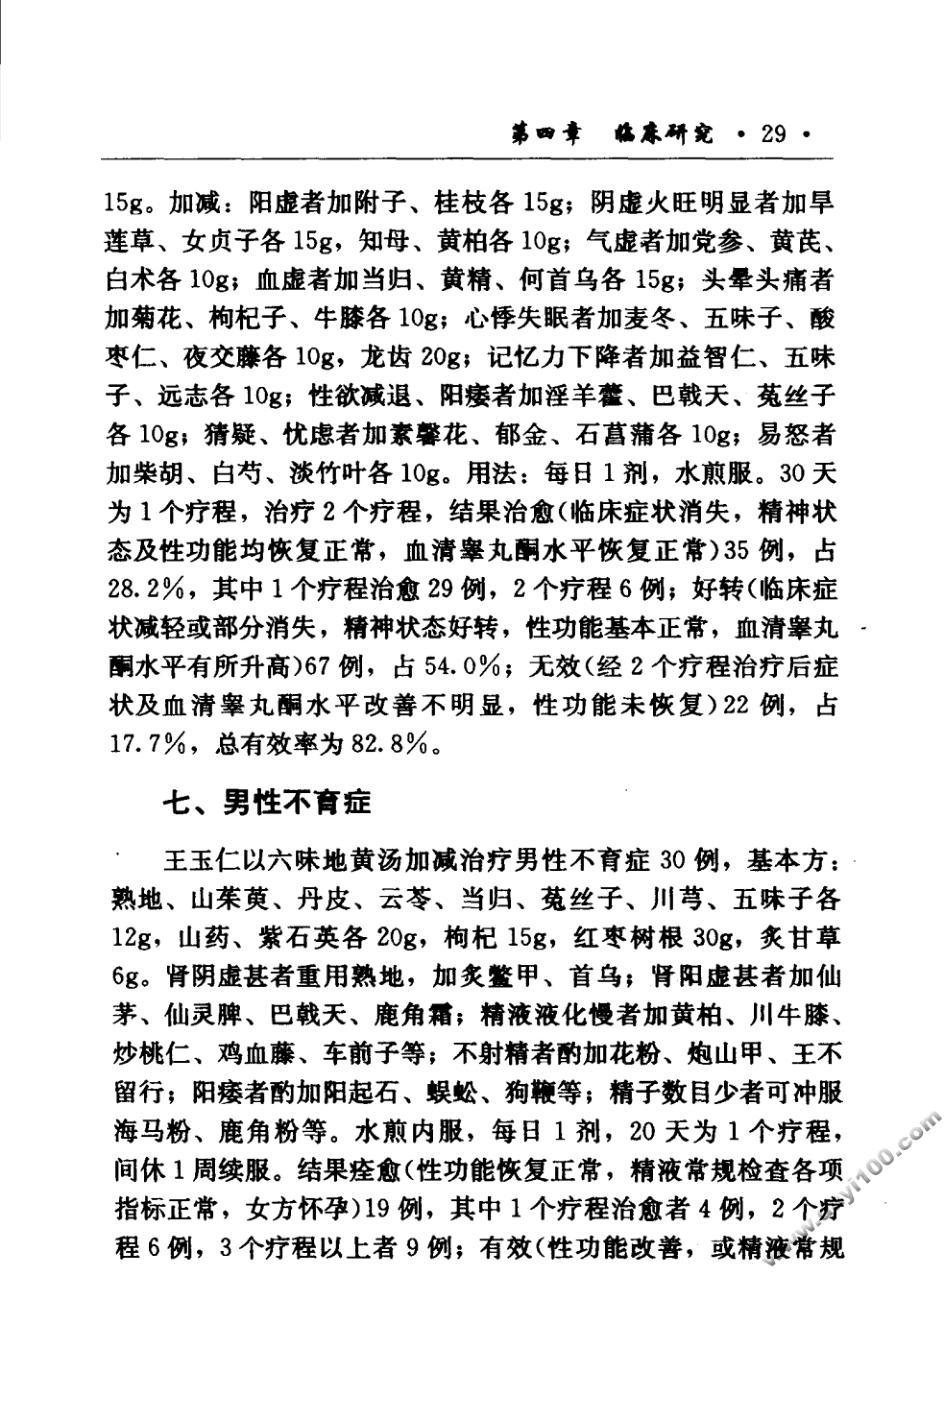 第四章 临床研究 · 29 ·
15g。加减：阳虚者加附子、桂枝各 15g；阴虚火旺明显者加旱
莲草、女贞子各 15g，知母、黄柏各 10g；气虚者加党参、黄芪、
白术各 10g；血虚者加当归、黄精、何首乌各 15g；头晕头痛者
加菊花、枸杞子、牛膝各 10g；心悸失眠者加麦冬、五味子、酸
枣仁、夜交藤各 10g，龙齿 20g；记忆力下降者加益智仁、五味
子、远志各 10g；性欲减退、阳痿者加淫羊藿、巴戟天、菟丝子
各 10g；猜疑、忧虑者加素馨花、郁金、石菖蒲各 10g；易怒者
加柴胡、白芍、淡竹叶各 10g。用法：每日 1 剂，水煎服。30 天
为 1 个疗程，治疗 2 个疗程，结果治愈(临床症状消失，精神状
态及性功能均恢复正常，血清睾丸酮水平恢复正常)35 例，占
28.2%，其中 1 个疗程治愈 29 例，2 个疗程 6 例；好转(临床症
状减轻或部分消失，精神状态好转，性功能基本正常，血清睾丸
酮水平有所升高)67 例，占 54.0%；无效(经 2 个疗程治疗后症
状及血清睾丸酮水平改善不明显，性功能未恢复)22 例，占
17.7%，总有效率为 82.8%。
七、男性不育症
王玉仁以六味地黄汤加减治疗男性不育症 30 例，基本方：
熟地、山茱萸、丹皮、云苓、当归、菟丝子、川芎、五味子各
12g，山药、紫石英各 20g，枸杞 15g，红枣树根 30g，炙甘草
6g。肾阴虚甚者重用熟地，加炙鳖甲、首乌；肾阳虚甚者加仙
茅、仙灵脾、巴戟天、鹿角霜；精液液化慢者加黄柏、川牛膝、
炒桃仁、鸡血藤、车前子等；不射精者酌加花粉、炮山甲、王不
留行；阳痿者酌加阳起石、蜈蚣、狗鞭等；精子数目少者可冲服
海马粉、鹿角粉等。水煎内服，每日 1 剂，20 天为 1 个疗程，
间休 1 周续服。结果痊愈(性功能恢复正常，精液常规检查各项
指标正常，女方怀孕)19 例，其中 1 个疗程治愈者 4 例，2 个疗
程 6 例，3 个疗程以上者 9 例；有效(性功能改善，或精液常规